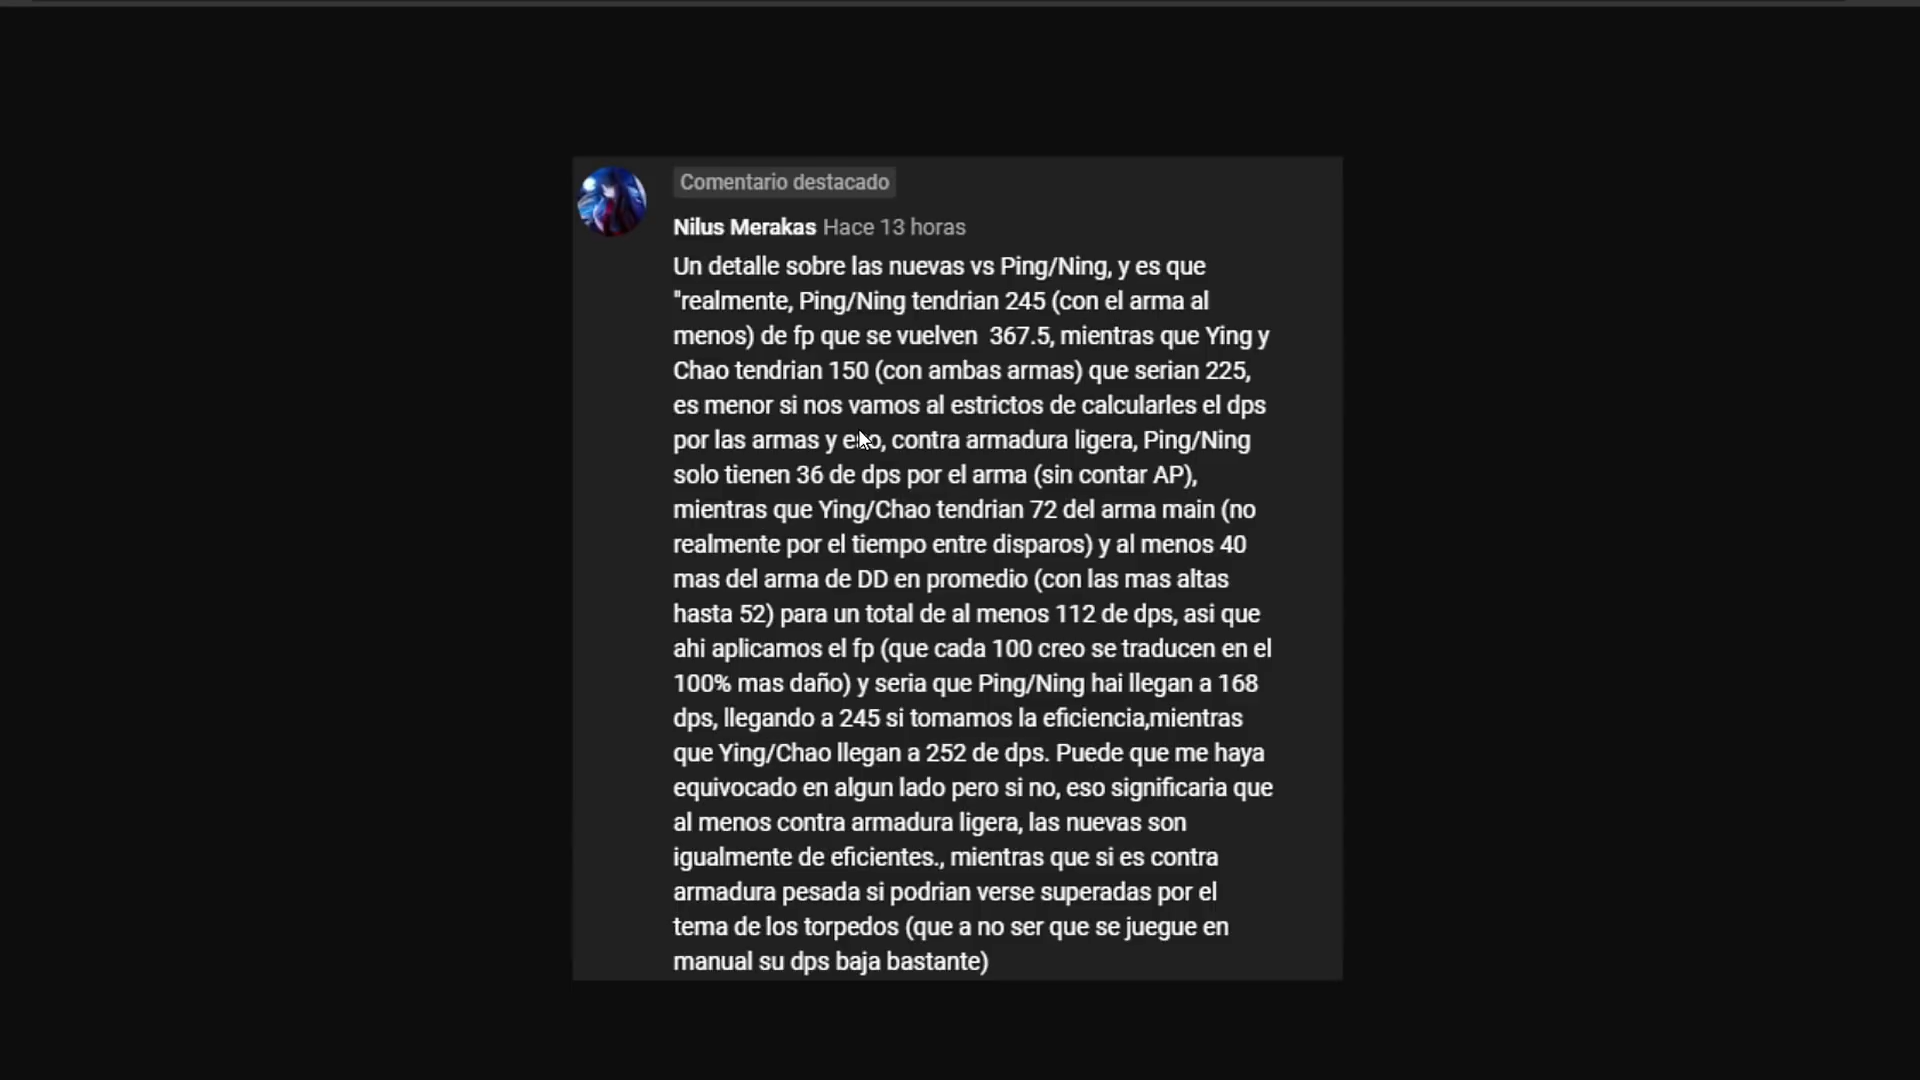 Comentario destacado
Nilus Merakas Hace 13 horas
Un detalle sobre las nuevas vs Ping/Ning, y es que
"realmente, Ping/Ning tendrian 245 (con el arma al
menos) de fp que se vuelven 367.5, mientras que Ying y
Chao tendrian 150 (con ambas armas) que serian 225,
es menor si nos vamos al estrictos de calcularles el dps
por las armas y eso, contra armadura ligera, Ping/Ning
solo tienen 36 de dps por el arma (sin contar AP),
mientras que Ying/Chao tendrian 72 del arma main (no
realmente por el tiempo entre disparos) y al menos 40
mas del arma de DD en promedio (con las mas altas
hasta 52) para un total de al menos 112 de dps, asi que
ahi aplicamos el fp (que cada 100 creo se traducen en el
100% mas daño) y seria que Ping/Ning hai llegan a 168
dps, llegando a 245 si tomamos la eficiencia,mientras
que Ying/Chao llegan a 252 de dps. Puede que me haya
equivocado en algun lado pero si no, eso significaria que
al menos contra armadura ligera, las nuevas son
igualmente de eficientes., mientras que si es contra
armadura pesada si podrian verse superadas por el
tema de los torpedos (que a no ser que se juegue en
manual su dps baja bastante)